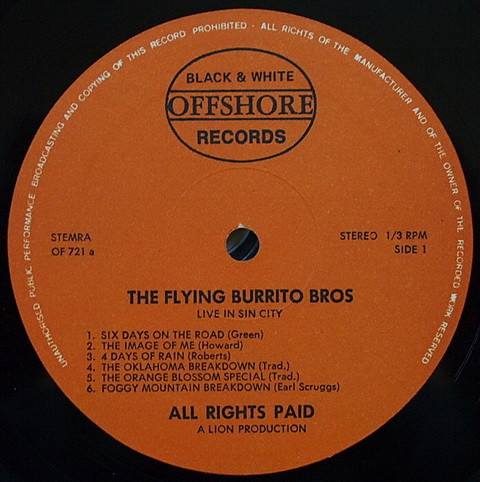 UNAUTHORISED PUBLIC PERFORMANCE BROADCASTING AND COPYING OF THIS RECORD PROHIBITED - ALL RIGHTS OF THE MANUFACTURER AND OF THE OWNER OF THE RECORDED WORK RESERVED
BLACK & WHITE
OFFSHORE
RECORDS
STEMRA
OF 721 a
STEREO 1/3 RPM
SIDE 1
THE FLYING BURRITO BROS
LIVE IN SIN CITY
1. SIX DAYS ON THE ROAD (Green)
2. THE IMAGE OF ME (Howard)
3. 4 DAYS OF RAIN (Roberts)
4. THE OKLAHOMA BREAKDOWN (Trad.)
5. THE ORANGE BLOSSOM SPECIAL (Trad.)
6. FOGGY MOUNTAIN BREAKDOWN (Earl Scruggs)
ALL RIGHTS PAID
A LION PRODUCTION